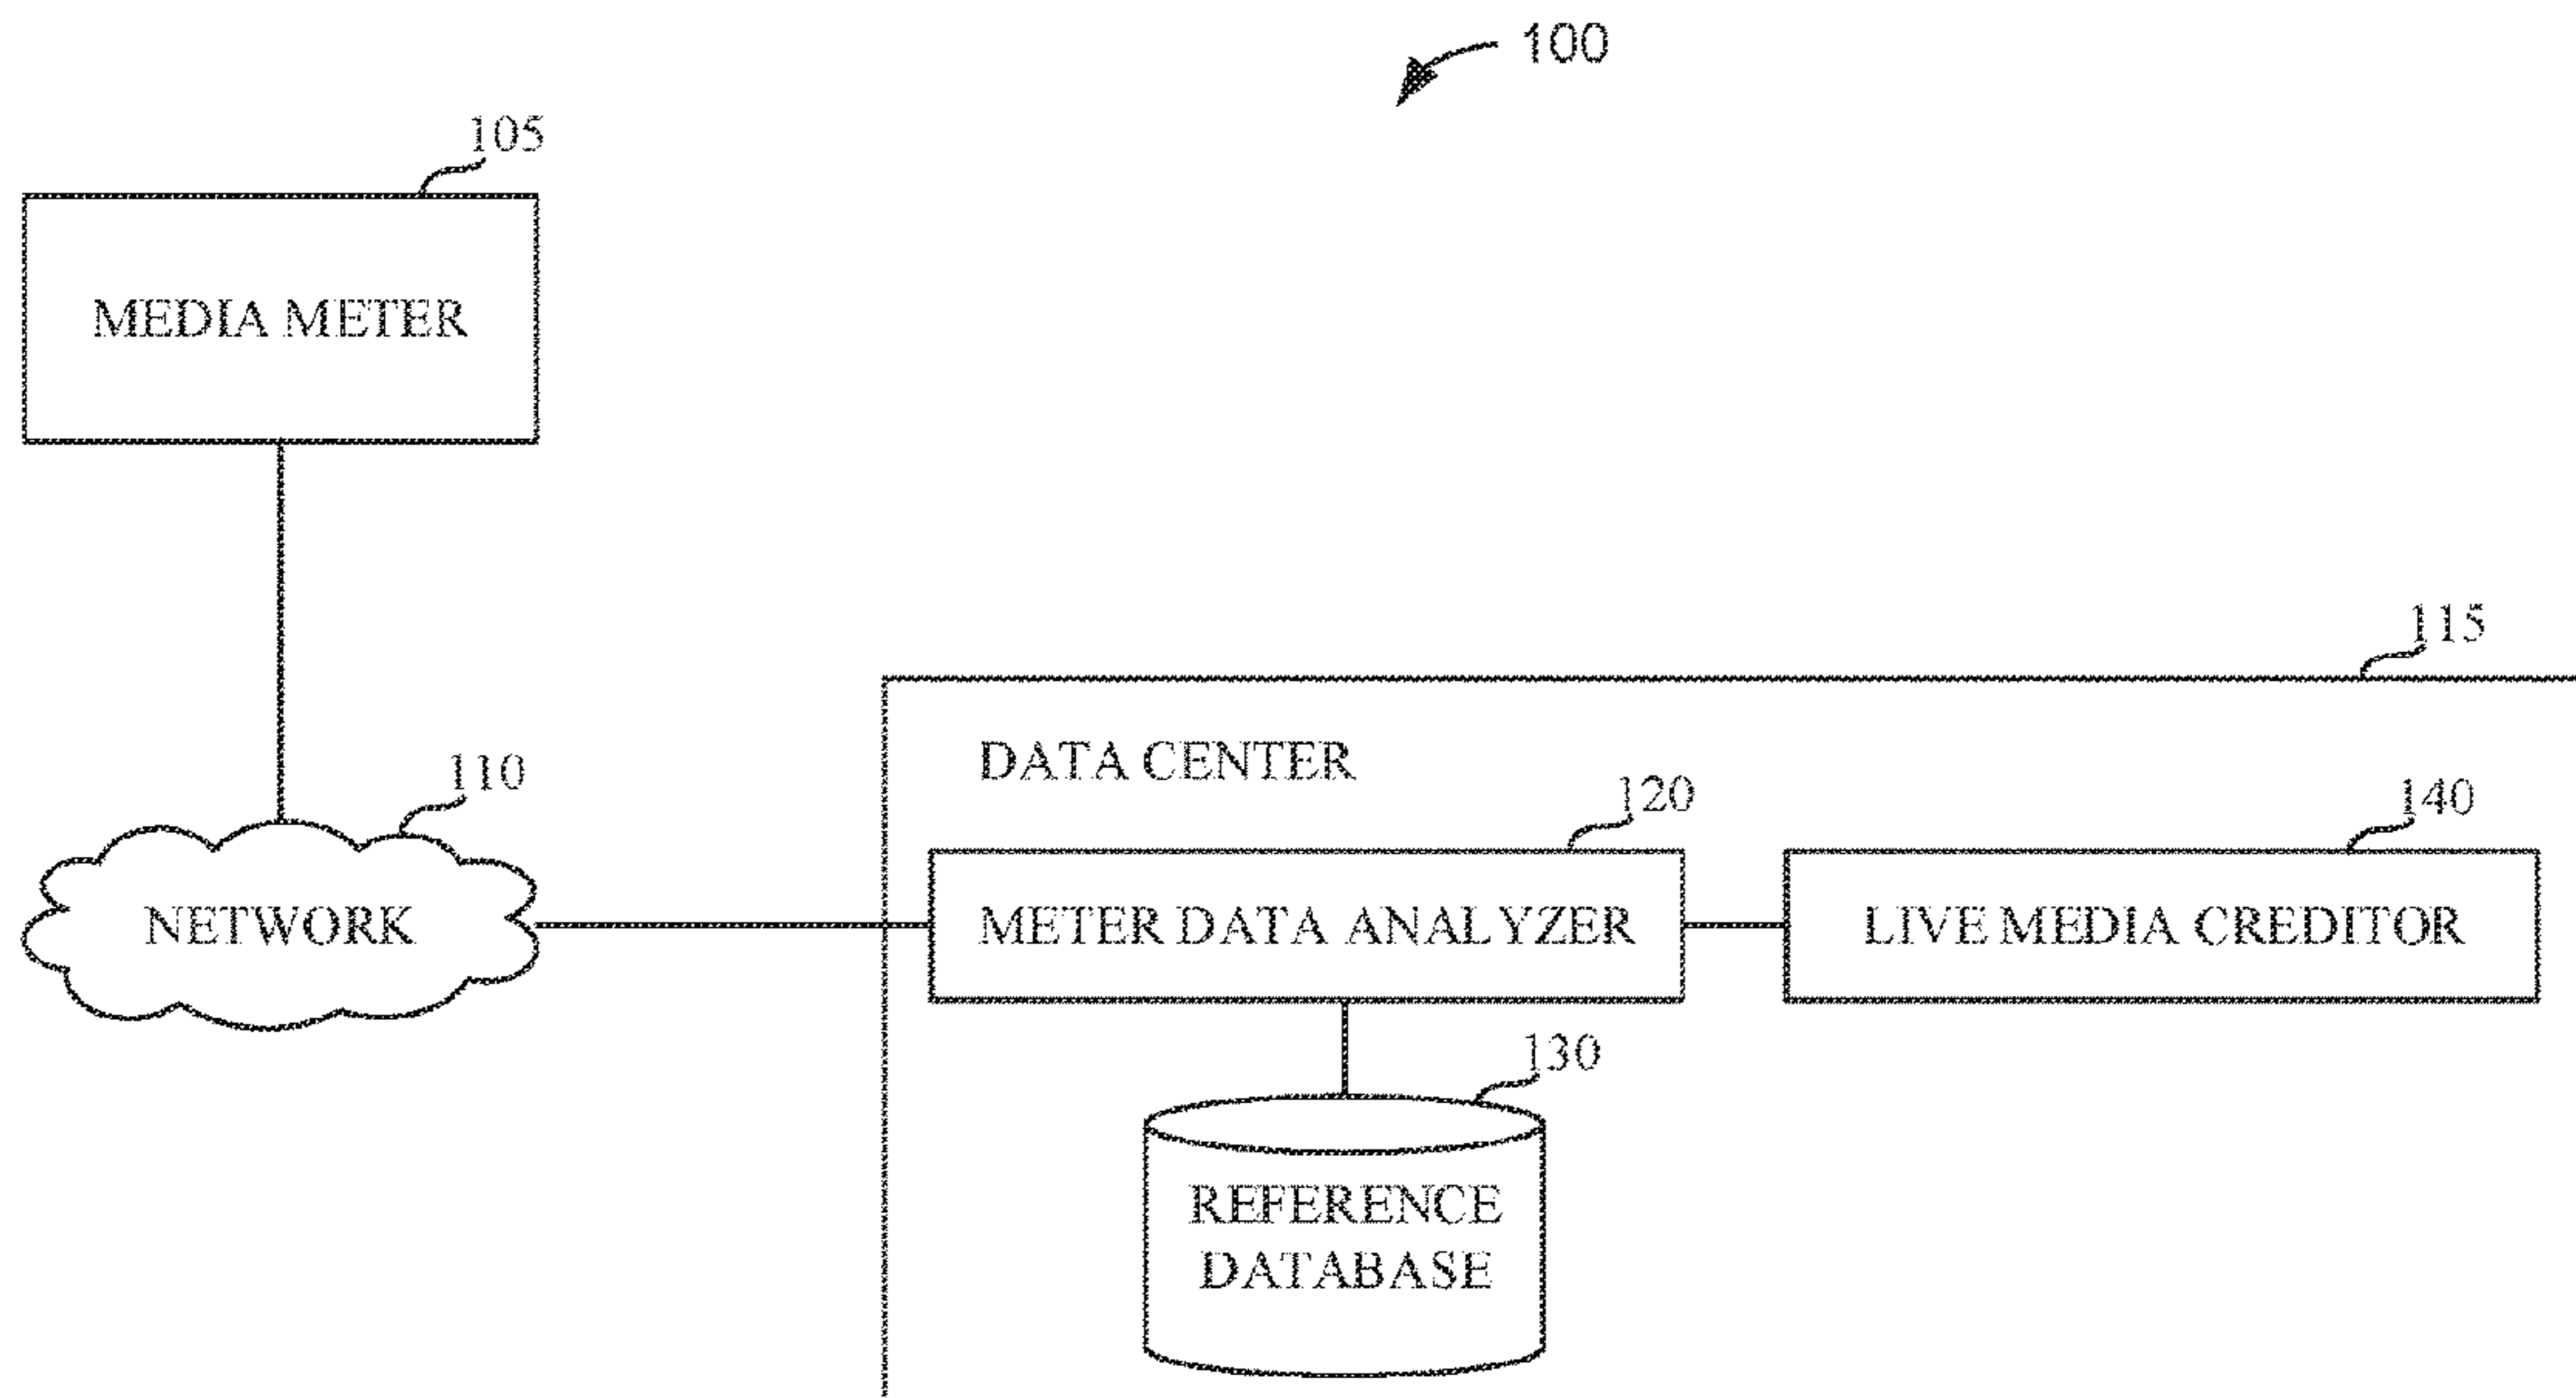 100
105
MEDIA METER
115
DATA CENTER
110
120
140
NETWORK
METER DATA ANALYZER
LIVE MEDIA CREDITOR
130
REFERENCE
DATABASE